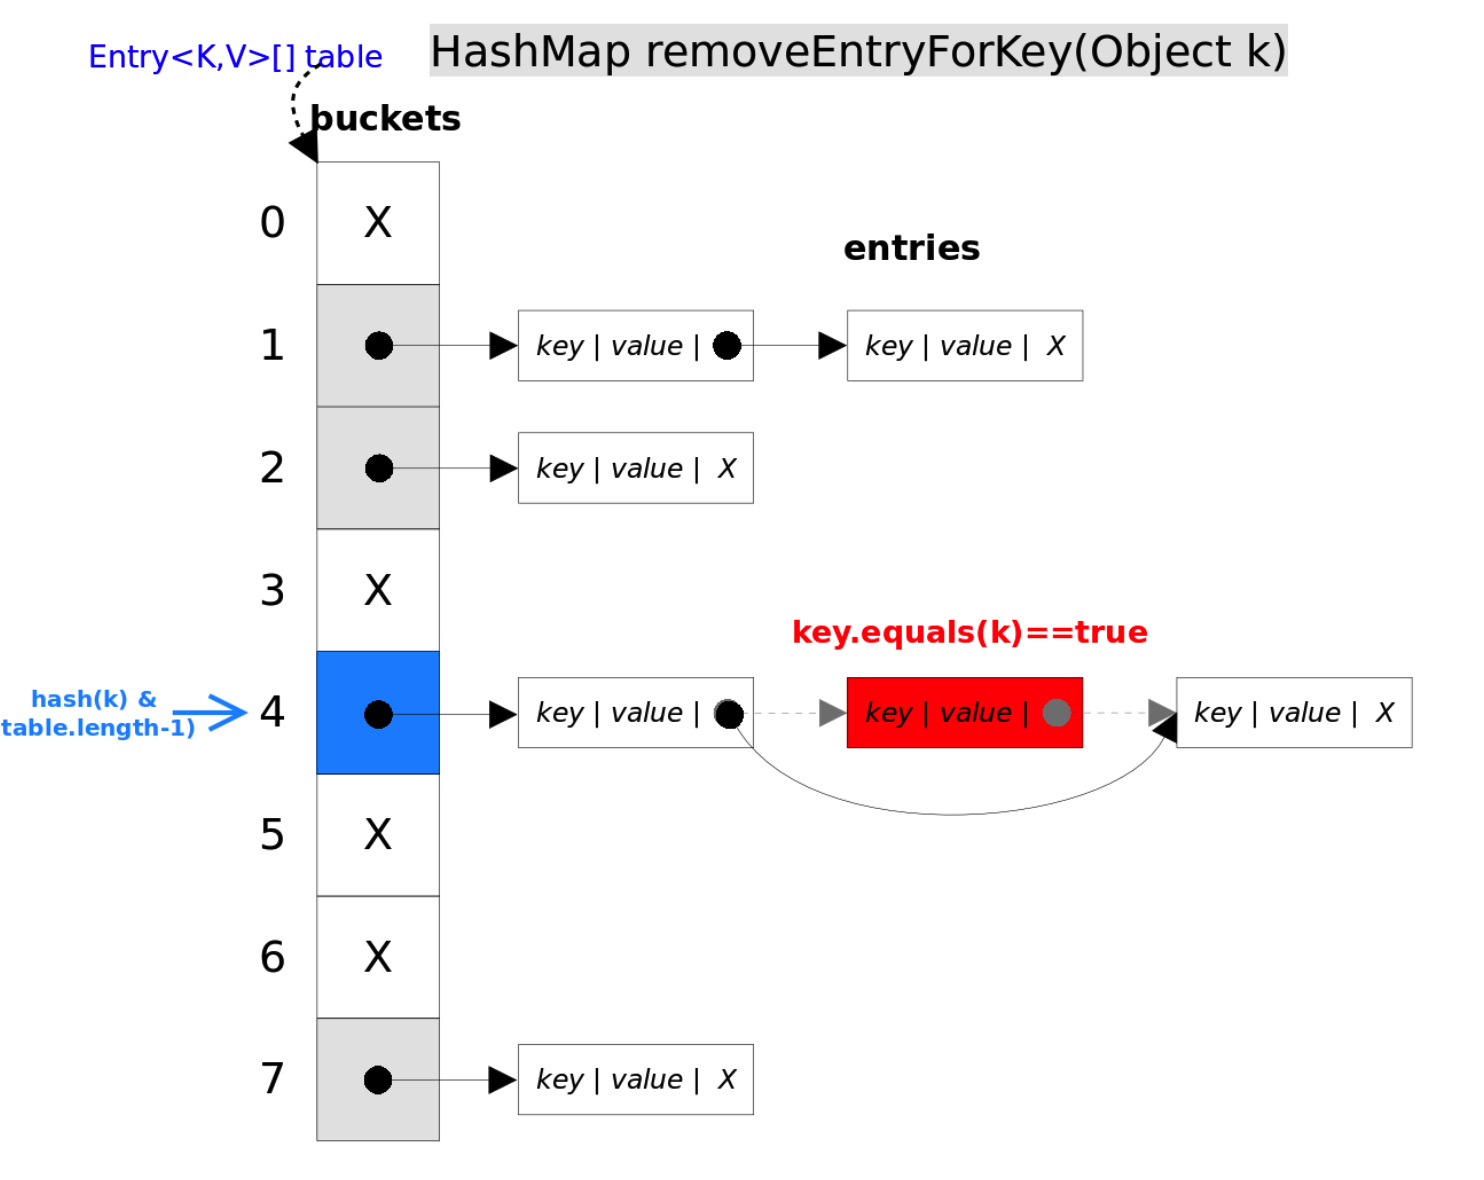 Entry<K,V>[] table
HashMap removeEntryForKey(Object k)
buckets
0
X
entries
1
key | value |
key | value | X
2
key | value | X
3
X
key.equals(k)==true
hash(k) &
table.length-1)
4
key | value |
key | value |
key | value | X
5
X
6
X
7
key | value | X